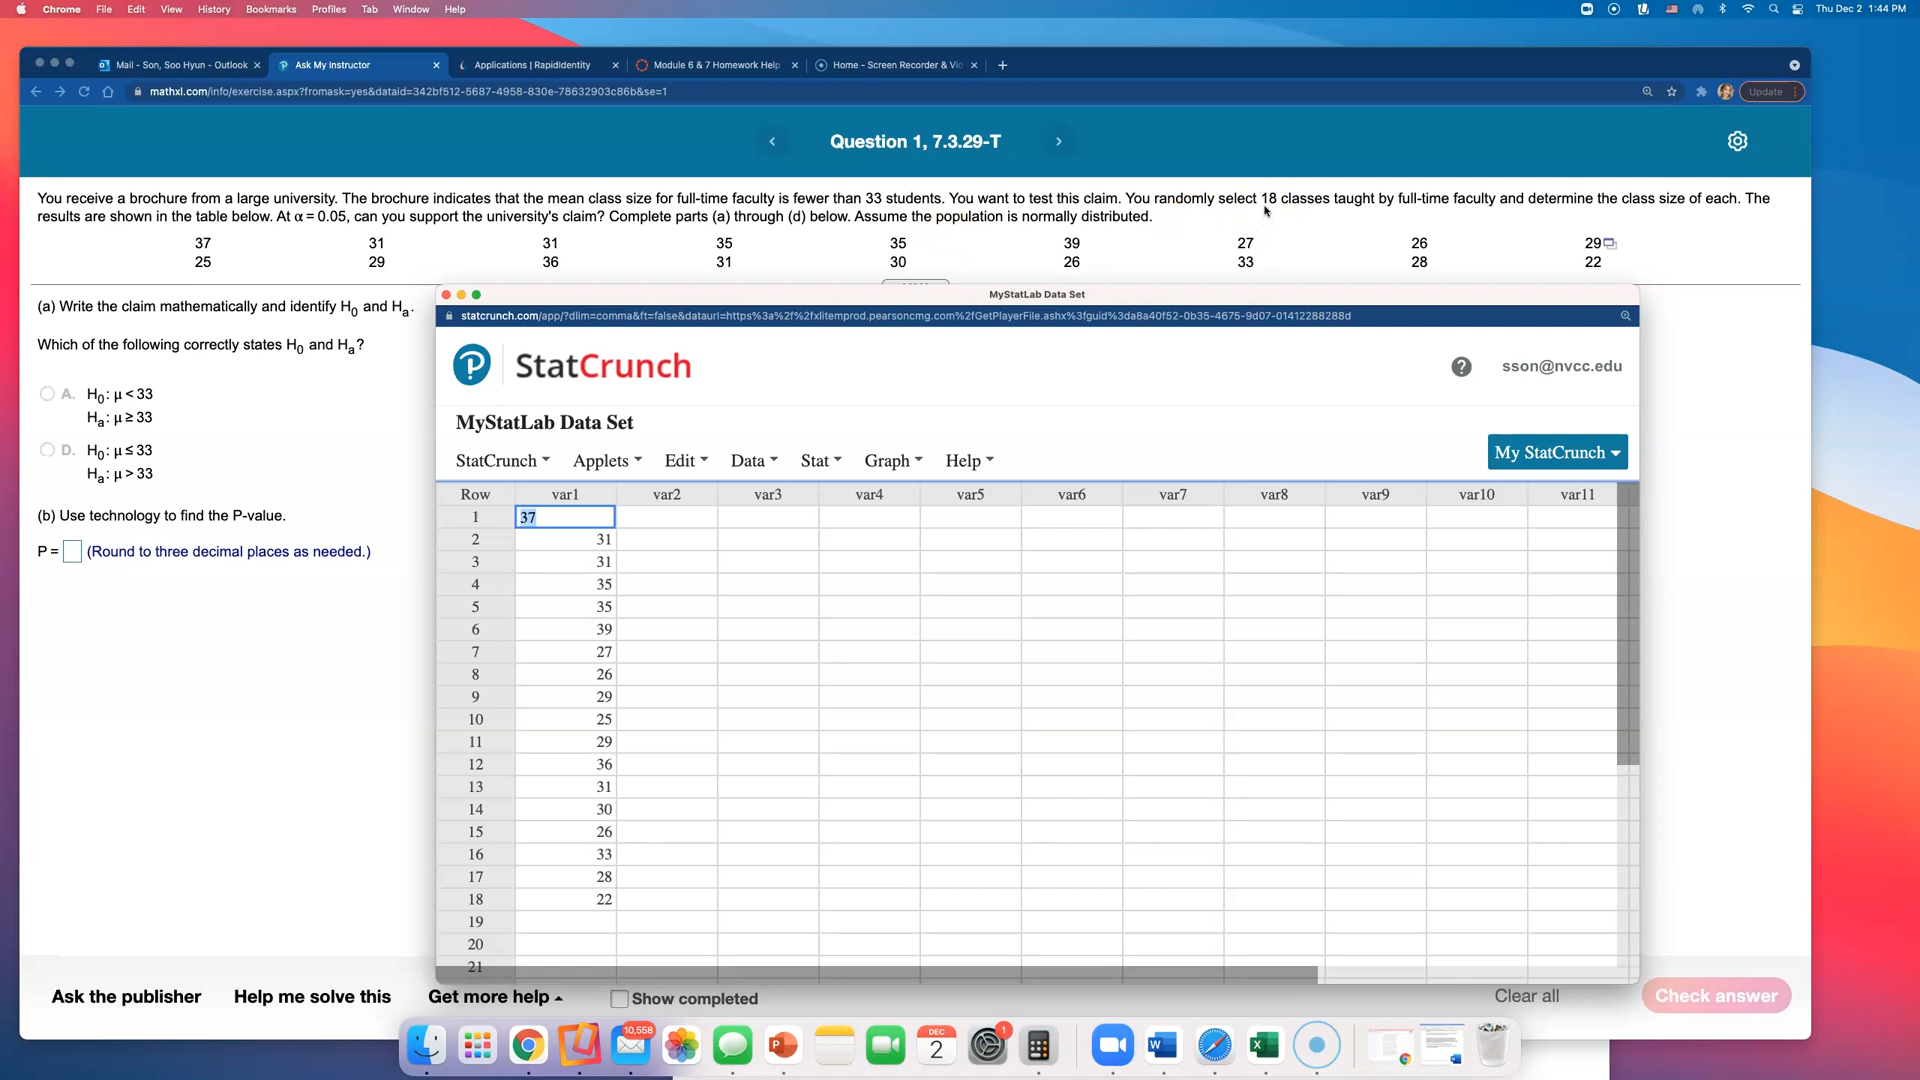 Chrome File Edit View History Bookmarks Profiles Tab Window Help
Thu Dec 2 1:44 PM
Mail - Son, Soo Hyun - Outlook
Ask My Instructor
Applications | RapidIdentity
Module 6 & 7 Homework Help
Home - Screen Recorder & Vi
mathxl.com/info/exercise.aspx?fromask=yes&dataid=342bf512-5687-4958-830e-78632903c86b&se=1
Update
Question 1, 7.3.29-T
You receive a brochure from a large university. The brochure indicates that the mean class size for full-time faculty is fewer than 33 students. You want to test this claim. You randomly select 18 classes taught by full-time faculty and determine the class size of each. The
results are shown in the table below. At α = 0.05, can you support the university's claim? Complete parts (a) through (d) below. Assume the population is normally distributed.
37 31 31 35 35 39 27 26 29
25 29 36 31 30 26 33 28 22
(a) Write the claim mathematically and identify H0 and Ha.
Which of the following correctly states H0 and Ha?
A. H0: μ < 33
Ha: μ ≥ 33
D. H0: μ ≤ 33
Ha: μ > 33
(b) Use technology to find the P-value.
P = (Round to three decimal places as needed.)
MyStatLab Data Set
statcrunch.com/app/?dlim=comma&ft=false&dataurl=https%3a%2f%2fxlitemprod.pearsoncmg.com%2fGetPlayerFile.ashx%3fguid%3da8a40f52-0b35-4675-9d07-01412288288d
StatCrunch
sson@nvcc.edu
MyStatLab Data Set
StatCrunch Applets Edit Data Stat Graph Help
My StatCrunch
Row var1 var2 var3 var4 var5 var6 var7 var8 var9 var10 var11
1 37
2 31
3 31
4 35
5 35
6 39
7 27
8 26
9 29
10 25
11 29
12 36
13 31
14 30
15 26
16 33
17 28
18 22
19
20
21
Ask the publisher
Help me solve this
Get more help
Show completed
Clear all
Check answer
10,558
DEC
2
1